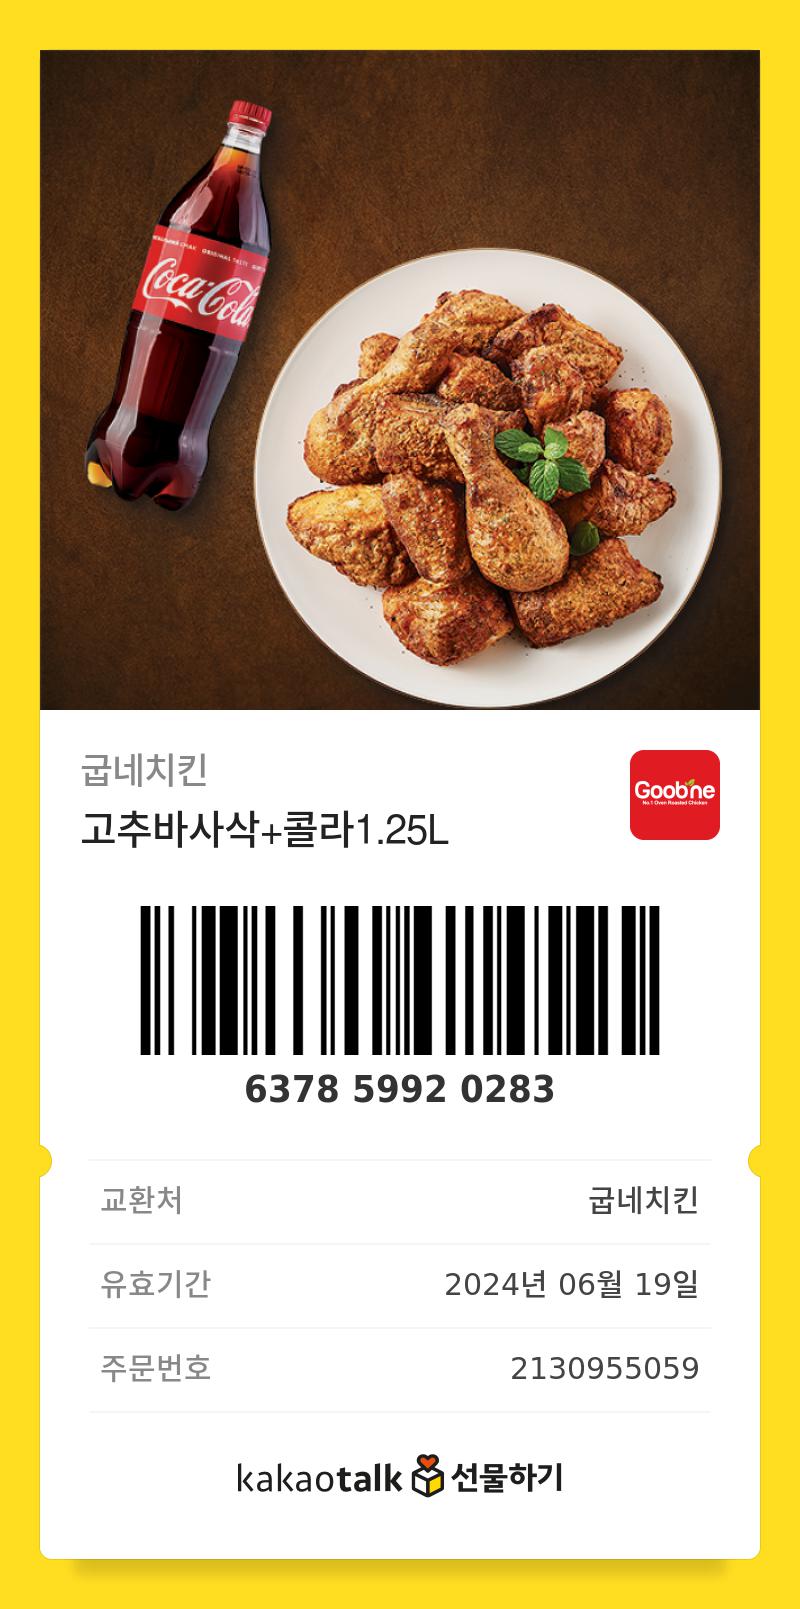 ORIGINAL TASTE
Coca-Cola
굽네치킨
Goobne
No.1 Oven Roasted Chicken
고추바사삭+콜라1.25L
6378 5992 0283
교환처 굽네치킨
유효기간 2024년 06월 19일
주문번호 2130955059
kakaotalk 선물하기